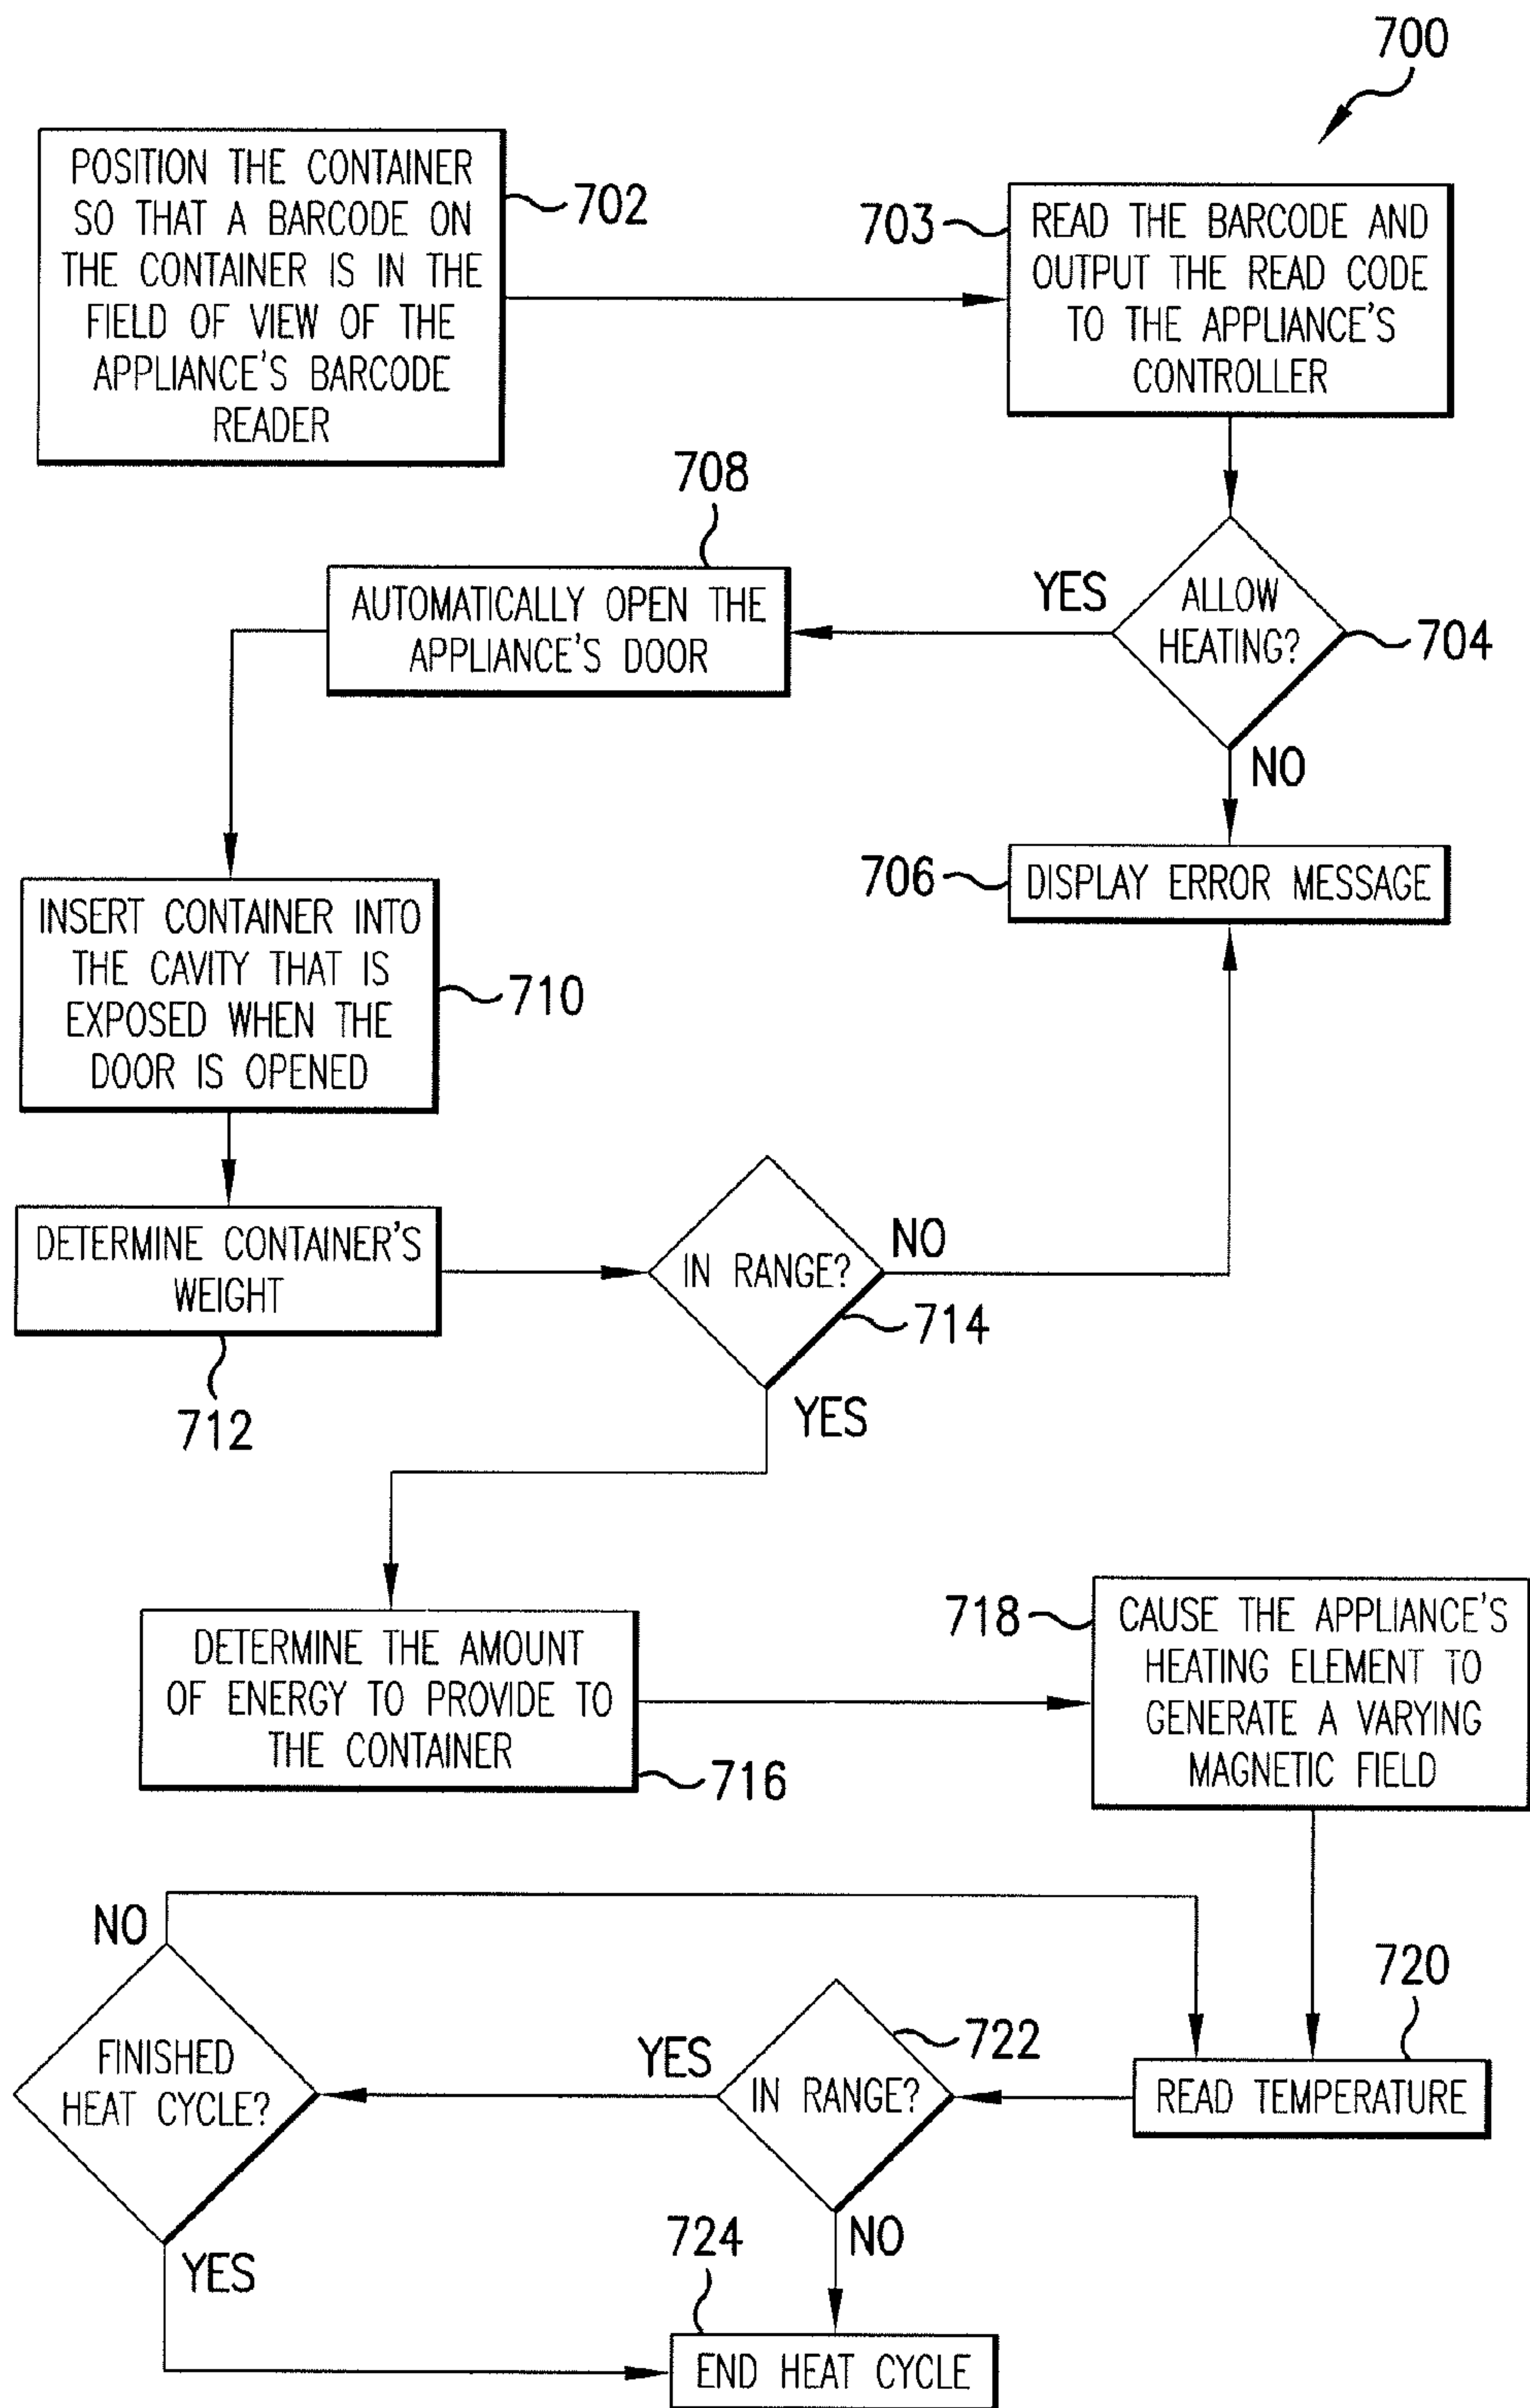 700
POSITION THE CONTAINER
SO THAT A BARCODE ON
THE CONTAINER IS IN THE
FIELD OF VIEW OF THE
APPLIANCE'S BARCODE
READER
702
703
READ THE BARCODE AND
OUTPUT THE READ CODE
TO THE APPLIANCE'S
CONTROLLER
708
AUTOMATICALLY OPEN THE
APPLIANCE'S DOOR
YES
ALLOW
HEATING?
704
NO
706
DISPLAY ERROR MESSAGE
INSERT CONTAINER INTO
THE CAVITY THAT IS
EXPOSED WHEN THE
DOOR IS OPENED
710
DETERMINE CONTAINER'S
WEIGHT
712
IN RANGE?
NO
714
YES
DETERMINE THE AMOUNT
OF ENERGY TO PROVIDE TO
THE CONTAINER
716
718
CAUSE THE APPLIANCE'S
HEATING ELEMENT TO
GENERATE A VARYING
MAGNETIC FIELD
NO
FINISHED
HEAT CYCLE?
YES
YES
IN RANGE?
722
NO
720
READ TEMPERATURE
724
END HEAT CYCLE